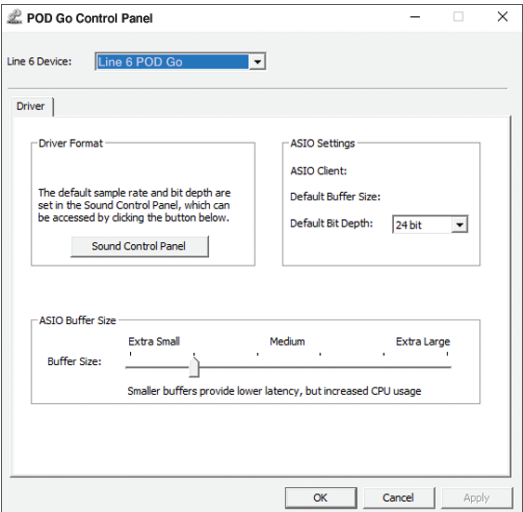 POD Go Control Panel
Line 6 Device:
Line 6 POD Go
Driver
Driver Format
The default sample rate and bit depth are
set in the Sound Control Panel, which can
be accessed by clicking the button below.
Sound Control Panel
ASIO Settings
ASIO Client:
Default Buffer Size:
Default Bit Depth:
24 bit
ASIO Buffer Size
Extra Small
Medium
Extra Large
Buffer Size:
Smaller buffers provide lower latency, but increased CPU usage
OK
Cancel
Apply